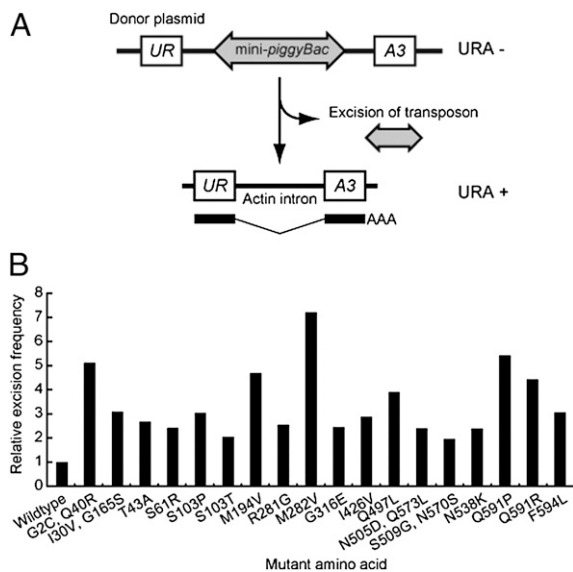 A
Donor plasmid
UR mini-piggyBac A3 URA -
Excision of transposon
UR Actin intron A3 URA +
AAA
B
Relative excision frequency
8
7
6
5
4
3
2
1
0
Wildtype
G2C, Q40R
I30V, G165S
T43A
S61R
S103P
S103T
M194V
R281G
M282V
G316E
I426V
Q497L
N505D, Q573L
S509G, N570S
N538K
Q591P
Q591R
F594L
Mutant amino acid